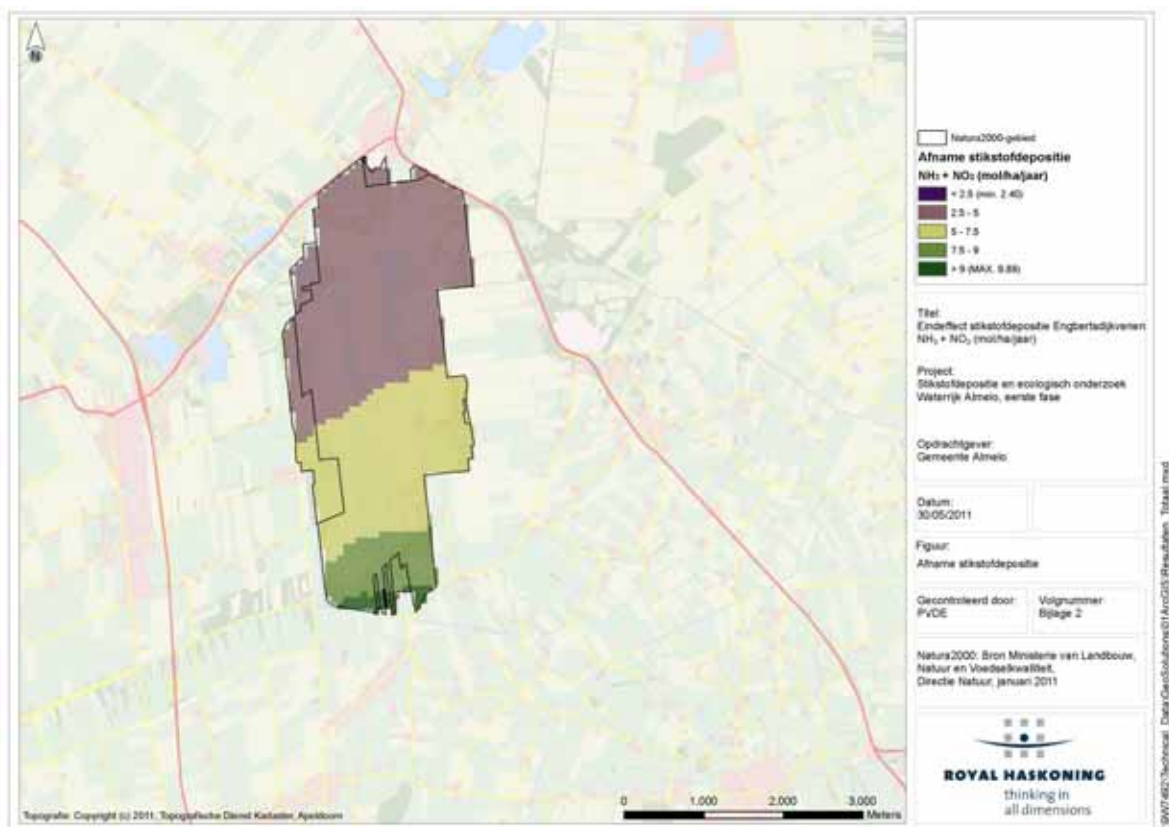 N
Natura2000-gebied
Afname stikstofdepositie
NH₃ + NO₂ (mol/ha/jaar)
< 2.5 (min. 2.40)
2.5 - 5
5 - 7.5
7.5 - 9
> 9 (MAX. 9.89)
Titel:
Eindeffect stikstofdepositie Engbertsdijkvenen
NH₃ + NO₂ (mol/ha/jaar)
Project:
Stikstofdepositie en ecologisch onderzoek
Waterrijk Almelo, eerste fase
Opdrachtgever:
Gemeente Almelo
Datum:
30/05/2011
Figuur:
Afname stikstofdepositie
Gecontroleerd door:
PVDE
Volgnummer
Bijlage 2
Natura2000: Bron Ministerie van Landbouw,
Natuur en Voedselkwaliteit,
Directie Natuur, januari 2011
ROYAL HASKONING
thinking in
all dimensions
0 1.000 2.000 3.000
Meters
Topografie: Copyright (c) 2011, Topografische Dienst Kadaster, Apeldoorn